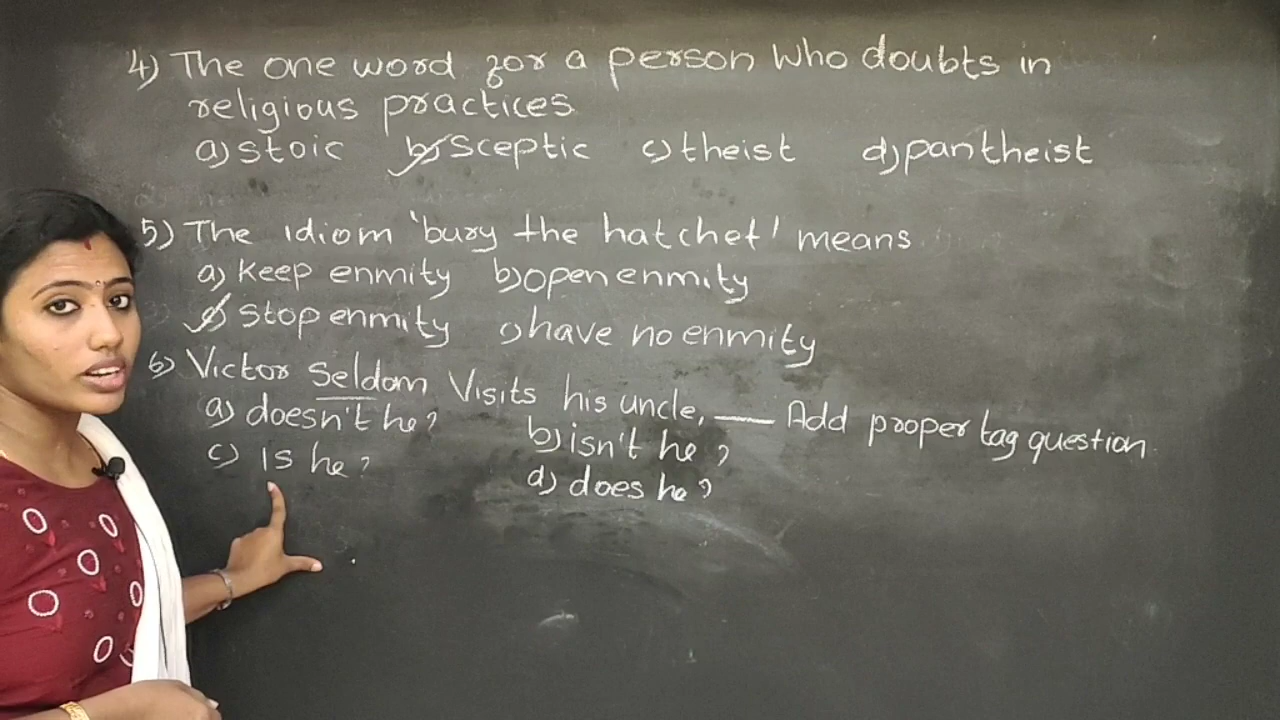 4) The one word for a person who doubts in
religious practices
a) stoic b) Sceptic c) theist d) pantheist
5) The idiom 'bury the hatchet' means
a) Keep enmity b) open enmity
Stop enmity have no enmity
6) Victor Seldom Visits his uncle, ___ Add proper tag question
a) doesn't he? b) isn't he?
c) Is he? d) does he?